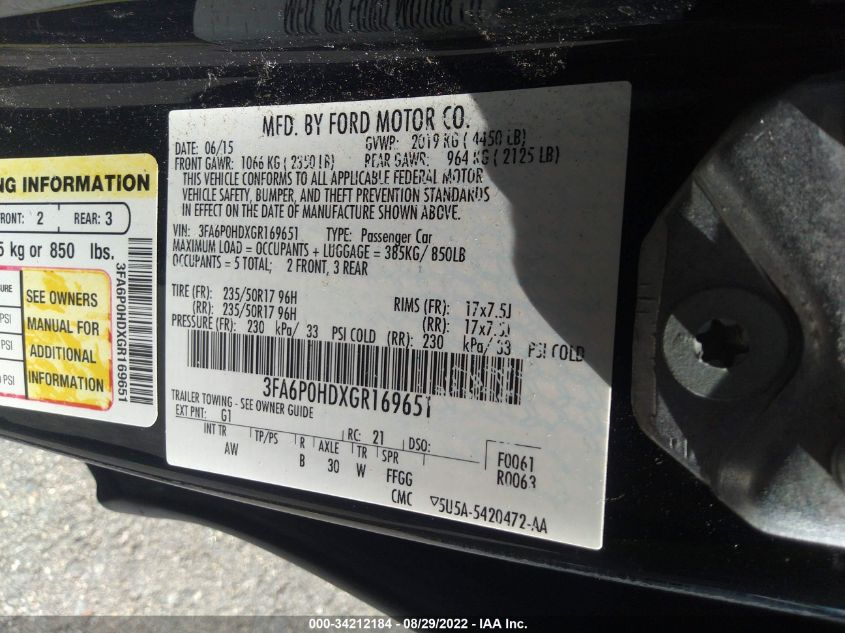 MFD. BY FORD MOTOR CO.
DATE: 06/15 GVWR: 2019 KG ( 4450 LB)
FRONT GAWR: 1066 KG ( 2350 LB) REAR GAWR: 964 KG ( 2125 LB)
THIS VEHICLE CONFORMS TO ALL APPLICABLE FEDERAL MOTOR
VEHICLE SAFETY, BUMPER, AND THEFT PREVENTION STANDARDS
IN EFFECT ON THE DATE OF MANUFACTURE SHOWN ABOVE.
VIN: 3FA6P0HDXGR169651 TYPE: Passenger Car
MAXIMUM LOAD = OCCUPANTS + LUGGAGE = 385KG/ 850LB
OCCUPANTS = 5 TOTAL; 2 FRONT, 3 REAR
TIRE (FR): 235/50R17 96H RIMS (FR): 17x7.5J
(RR): 235/50R17 96H (RR): 17x7.5J
PRESSURE (FR): 230 kPa/ 33 PSI COLD (RR): 230 kPa/ 33 PSI COLD
3FA6P0HDXGR169651
TRAILER TOWING - SEE OWNER GUIDE
EXT PNT: G1 RC: 21 DSO:
INT TR TP/PS R AXLE TR SPR F0061
AW B 30 W FFGG R0063
CMC 5U5A-5420472-AA
NG INFORMATION
FRONT: 2 REAR: 3
5 kg or 850 lbs.
SURE
PSI
PSI
0 PSI
SEE OWNERS
MANUAL FOR
ADDITIONAL
INFORMATION
3FA6P0HDXGR169651
000-34212184 - 08/29/2022 - IAA Inc.